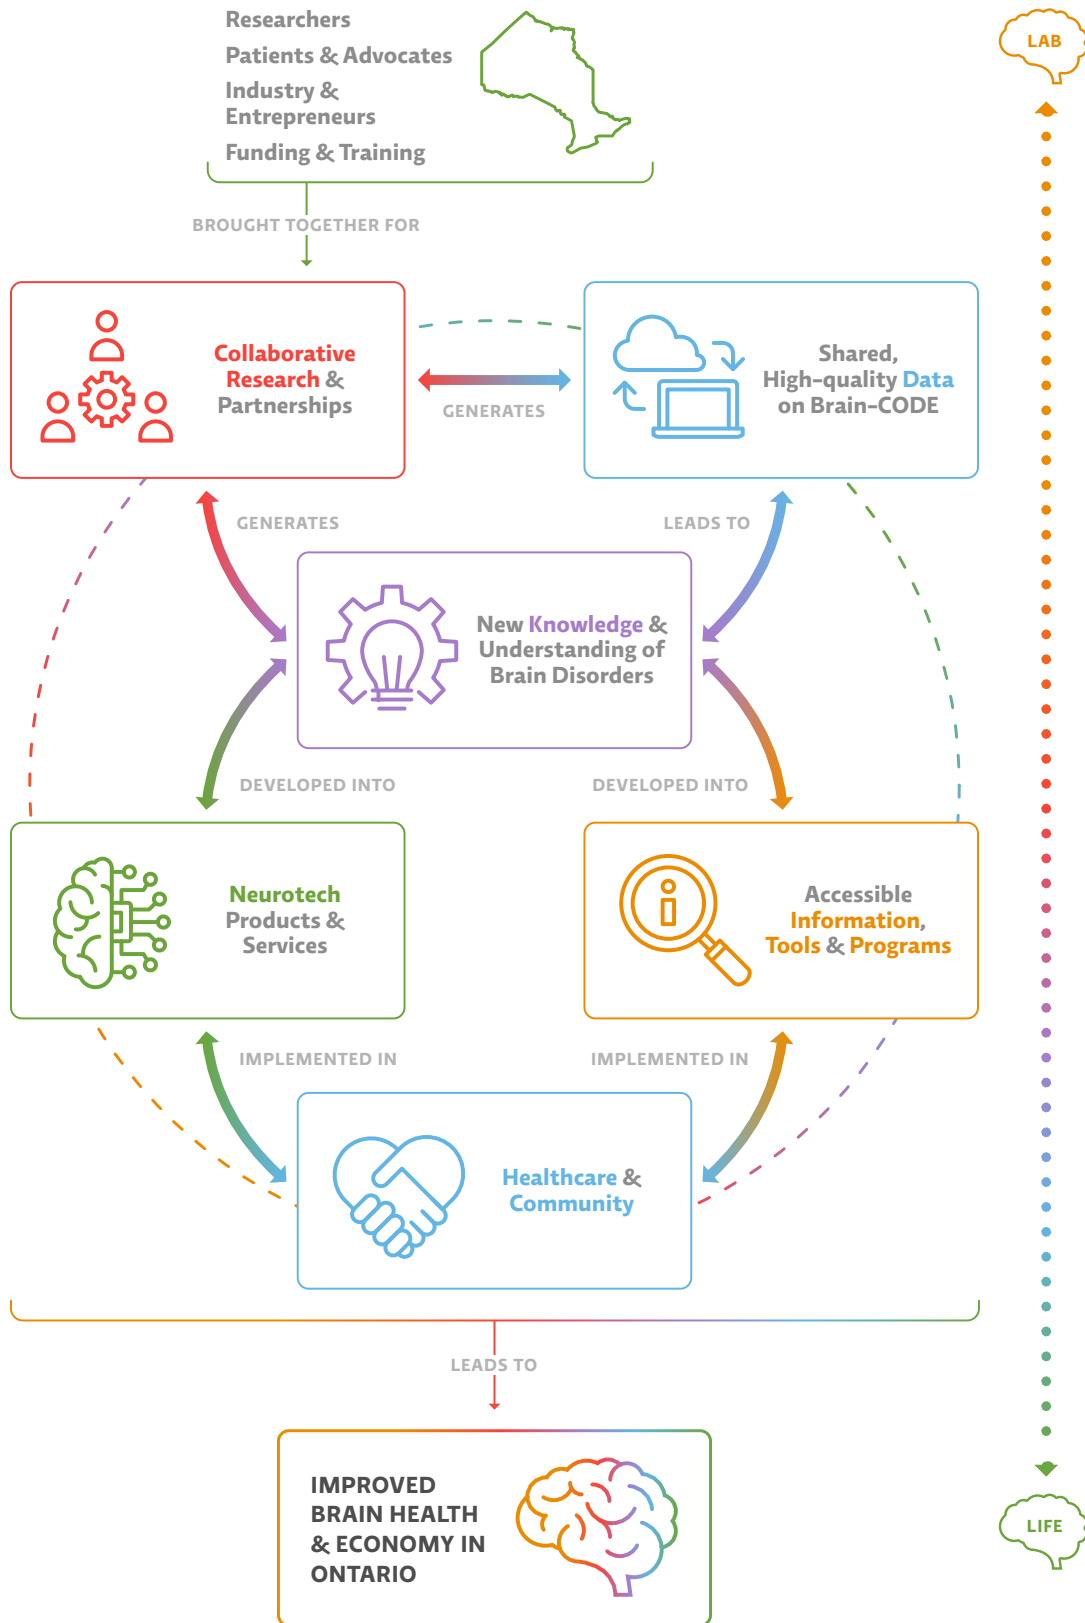 Researchers
Patients & Advocates
Industry &
Entrepreneurs
Funding & Training
LAB
BROUGHT TOGETHER FOR
Collaborative
Research &
Partnerships
GENERATES
Shared,
High-quality Data
on Brain-CODE
GENERATES
LEADS TO
New Knowledge &
Understanding of
Brain Disorders
DEVELOPED INTO
DEVELOPED INTO
Neurotech
Products &
Services
Accessible
Information,
Tools & Programs
IMPLEMENTED IN
IMPLEMENTED IN
Healthcare &
Community
LEADS TO
IMPROVED
BRAIN HEALTH
& ECONOMY IN
ONTARIO
LIFE